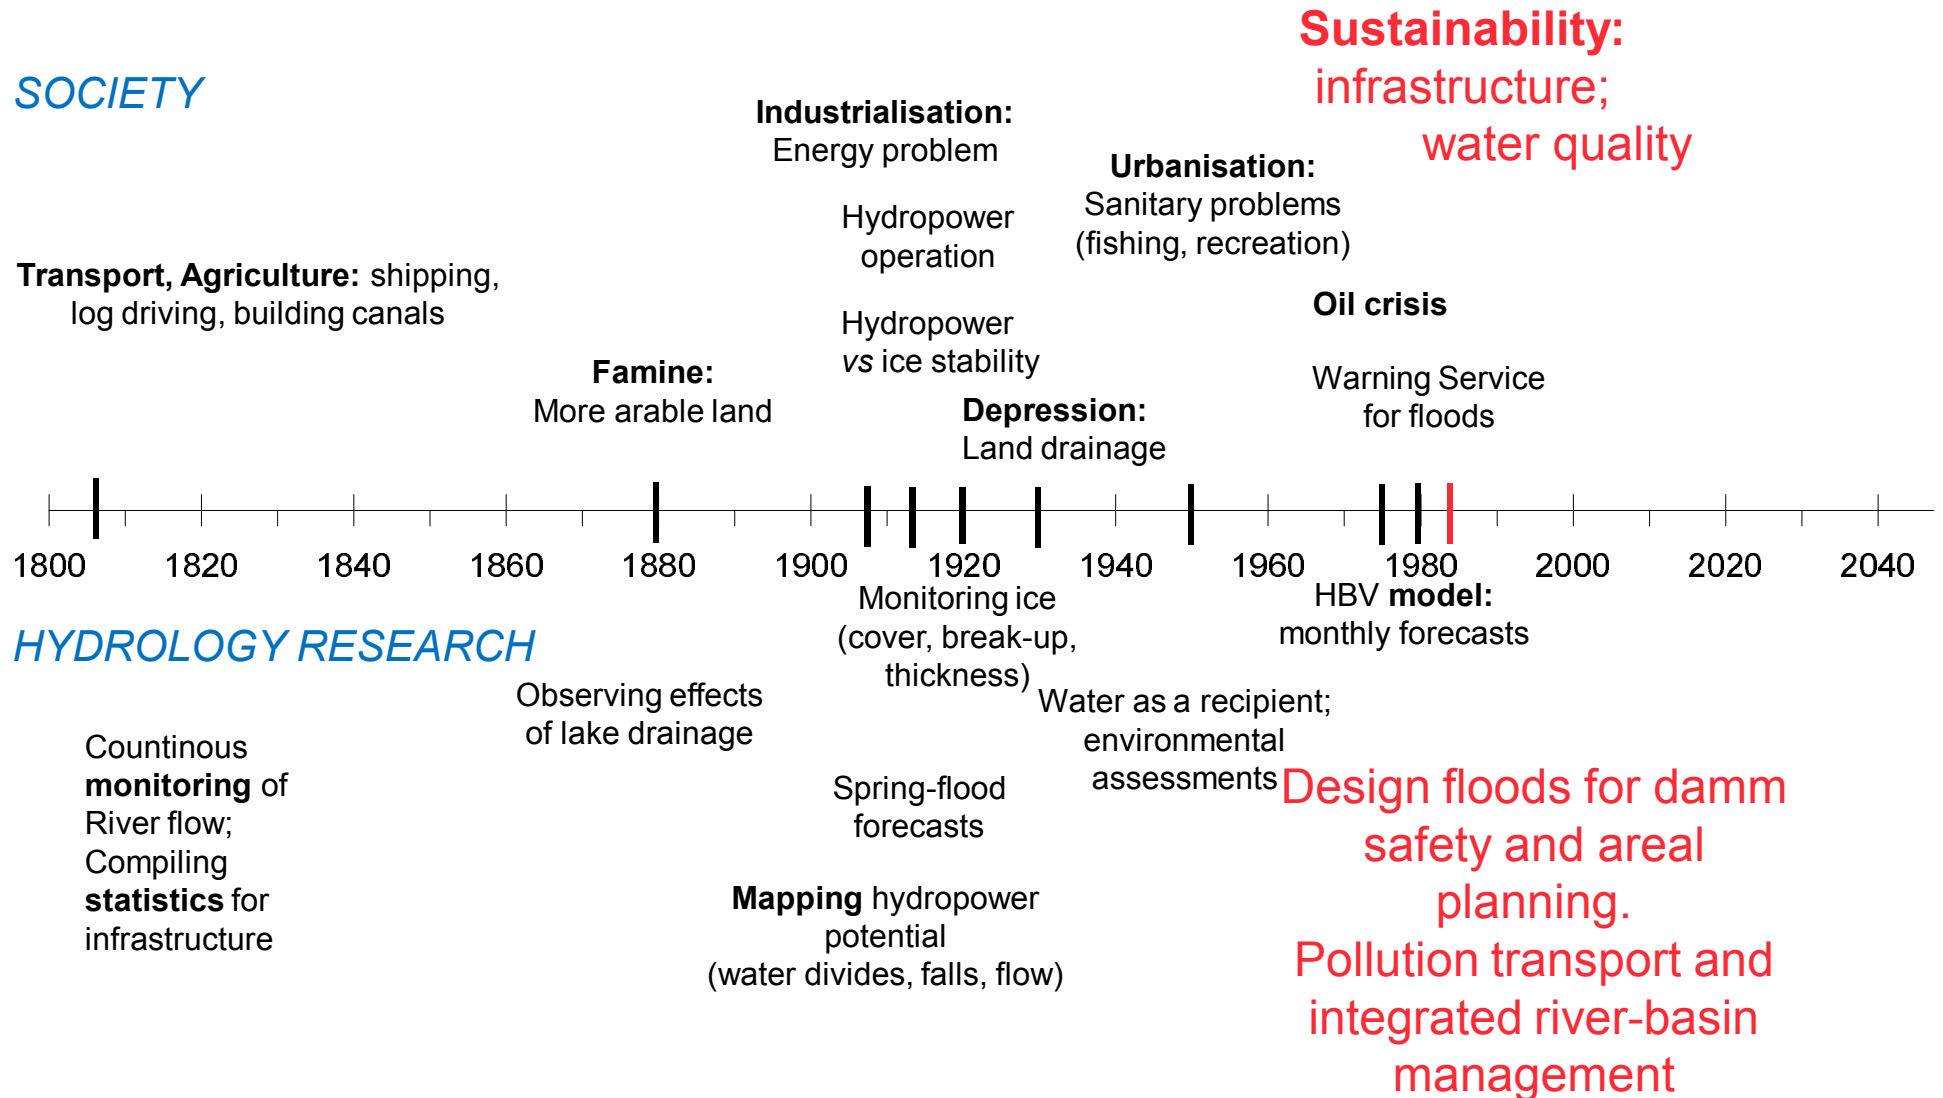 Sustainability:
infrastructure;
water quality
SOCIETY
Industrialisation:
Energy problem
Urbanisation:
Sanitary problems
(fishing, recreation)
Hydropower
operation
Transport, Agriculture: shipping,
log driving, building canals
Oil crisis
Hydropower
vs ice stability
Famine:
More arable land
Warning Service
for floods
Depression:
Land drainage
1800 1820 1840 1860 1880 1900 1920 1940 1960 1980 2000 2020 2040
HYDROLOGY RESEARCH
Monitoring ice
(cover, break-up,
thickness)
HBV model:
monthly forecasts
Observing effects
of lake drainage
Water as a recipient;
environmental
assessments
Countinous
monitoring of
River flow;
Compiling
statistics for
infrastructure
Spring-flood
forecasts
Mapping hydropower
potential
(water divides, falls, flow)
Design floods for damm
safety and areal
planning.
Pollution transport and
integrated river-basin
management